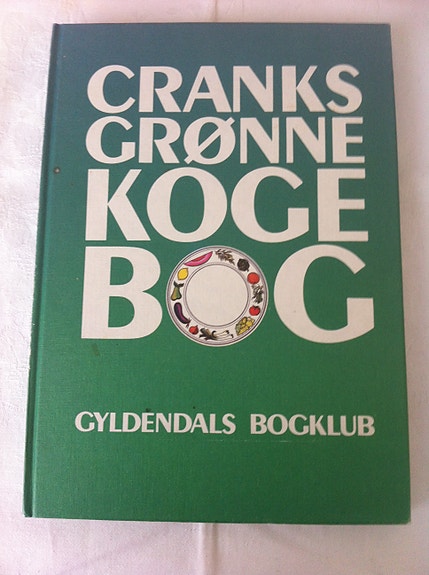 CRANKS
GRØNNE
KOGE
BOG
GYLDENDALS BOGKLUB